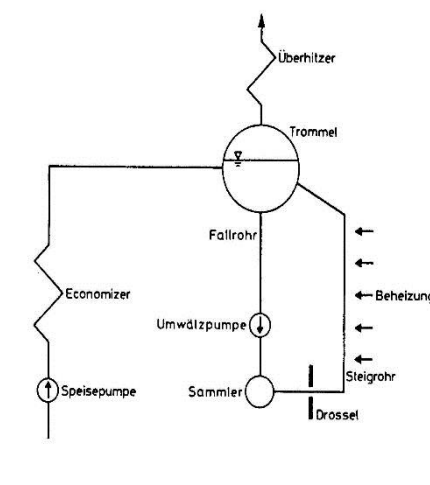 Überhitzer
Trommel
Fallrohr
Beheizung
Economizer
Umwälzpumpe
Steigrohr
Speisepumpe
Sammler
Drossel